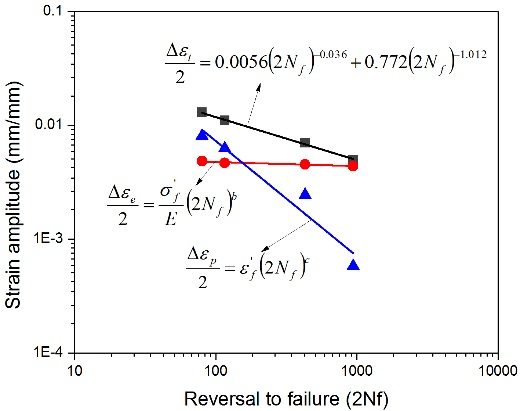 0.1
0.01
1E-3
1E-4
Strain amplitude (mm/mm)
Δε_t/2 = 0.0056(2N_f)^−0.036 + 0.772(2N_f)^−1.012
Δε_e/2 = σ'_f/E (2N_f)^b
Δε_p/2 = ε'_f (2N_f)^c
10
100
1000
10000
Reversal to failure (2Nf)